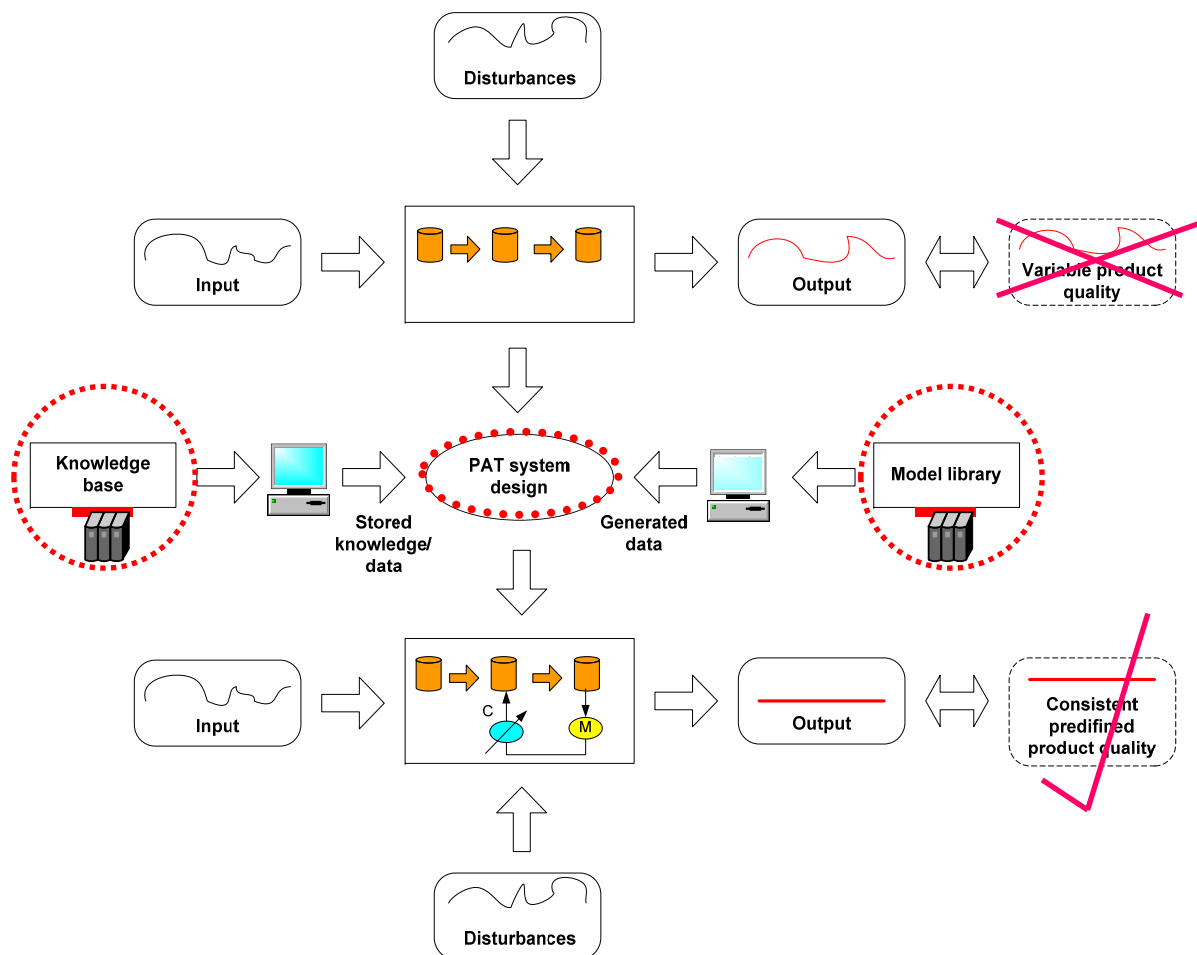 Disturbances
Input
Output
Variable product
quality
Knowledge
base
PAT system
design
Model library
Stored
knowledge/
data
Generated
data
Input
C
M
Output
Consistent
predifined
product quality
Disturbances